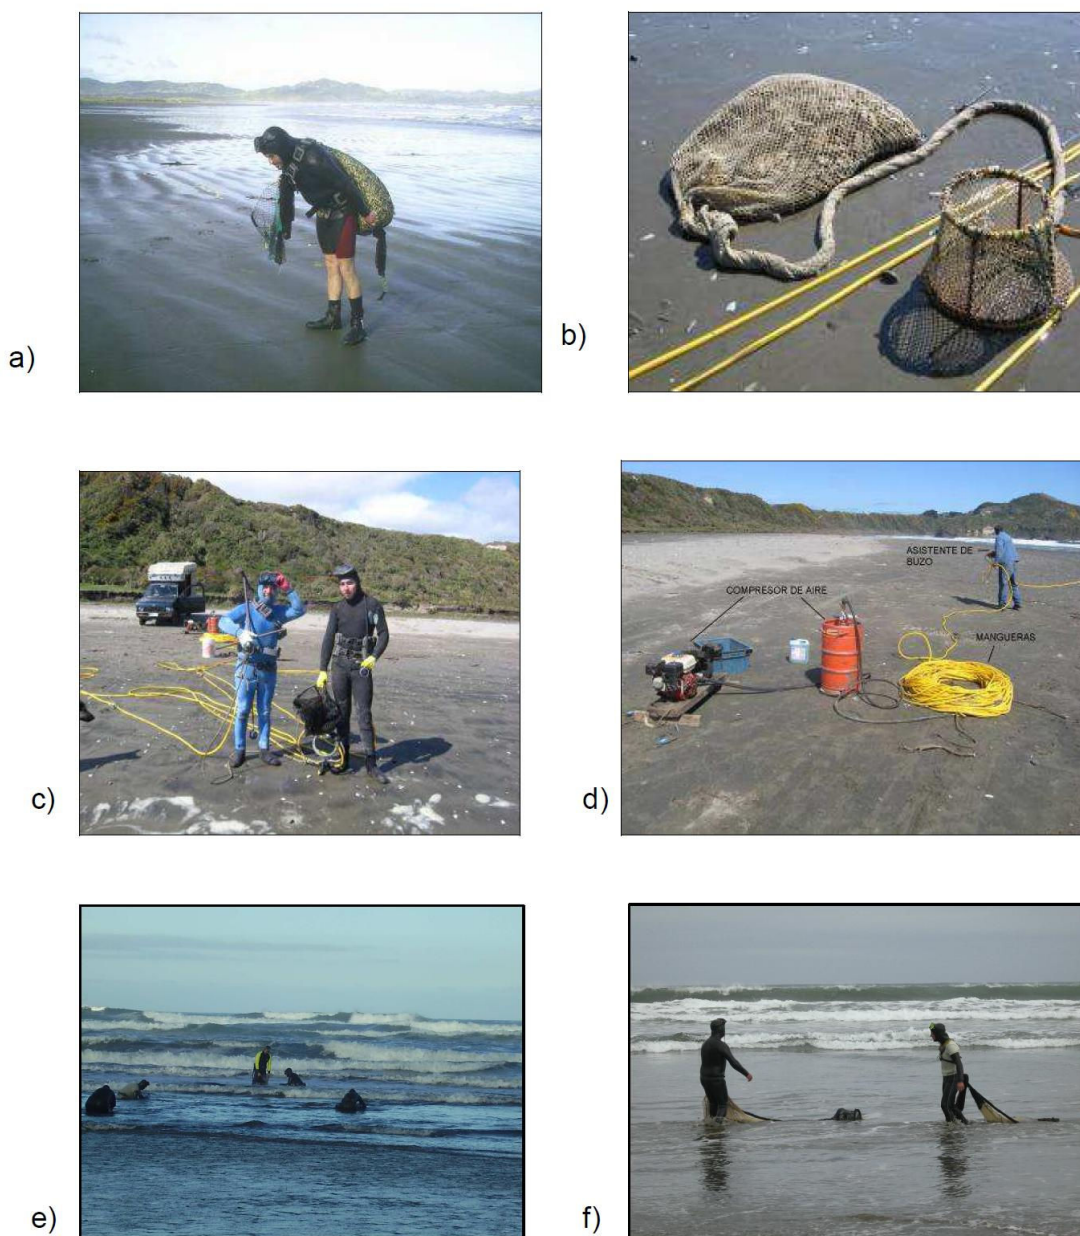 a)
b)
c)
d)
ASISTENTE DE
BUZO
COMPRESOR DE AIRE
MANGUERAS
e)
f)